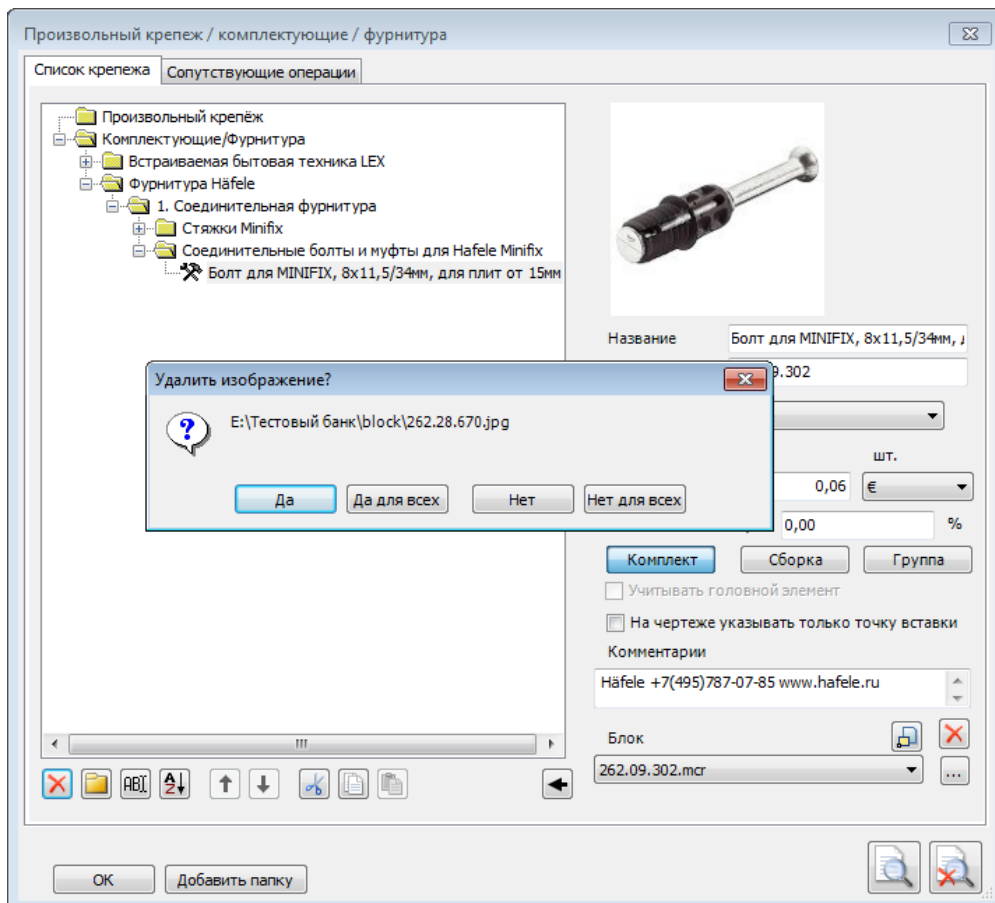 Произвольный крепеж / комплектующие / фурнитура
Список крепежа
Сопутствующие операции
Произвольный крепёж
Комплектующие/Фурнитура
Встраиваемая бытовая техника LEX
Фурнитура Häfele
1. Соединительная фурнитура
Стяжки Minifix
Соединительные болты и муфты для Hafele Minifix
Болт для MINIFIX, 8x11,5/34мм, для плит от 15мм
Название
Болт для MINIFIX, 8x11,5/34мм,
9.302
Удалить изображение?
E:\Тестовый банк\block\262.28.670.jpg
Да
Да для всех
Нет
Нет для всех
шт.
0,06
€
0,00
%
Комплект
Сборка
Группа
Учитывать головной элемент
На чертеже указывать только точку вставки
Комментарии
Häfele +7(495)787-07-85 www.hafele.ru
Блок
262.09.302.mcr
...
ABI
A
Z
OK
Добавить папку